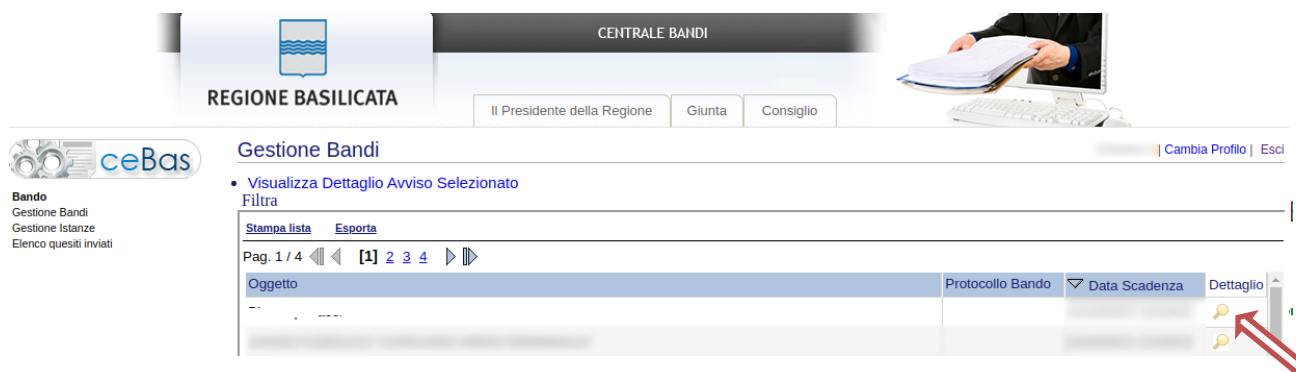 CENTRALE BANDI
REGIONE BASILICATA
Il Presidente della Regione Giunta Consiglio
ceBas
Gestione Bandi
| Cambia Profilo | Esci
Visualizza Dettaglio Avviso Selezionato
Bando
Filtra
Gestione Bandi
Gestione Istanze
Stampa lista Esporta
Elenco quesiti inviati
Pag. 1 / 4 [1] 2 3 4
Oggetto Protocollo Bando Data Scadenza Dettaglio